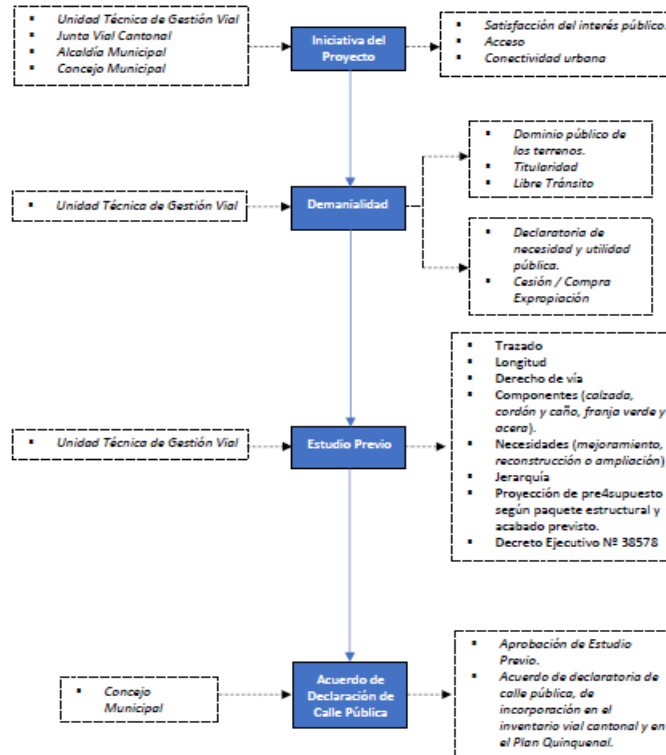 ▪ Unidad Técnica de Gestión Vial
▪ Junta Vial Cantonal
▪ Alcaldía Municipal
▪ Concejo Municipal
Iniciativa del
Proyecto
▪ Satisfacción del interés público.
▪ Acceso
▪ Conectividad urbana
▪ Unidad Técnica de Gestión Vial
Demanialidad
▪ Dominio público de
los terrenos.
▪ Titularidad
▪ Libre Tránsito
▪ Declaratoria de
necesidad y utilidad
pública.
▪ Cesión / Compra
Expropiación
▪ Unidad Técnica de Gestión Vial
Estudio Previo
▪ Trazado
▪ Longitud
▪ Derecho de vía
▪ Componentes (calzada,
cordón y caño, franja verde y
acera).
▪ Necesidades (mejoramiento,
reconstrucción o ampliación)
▪ Jerarquía
▪ Proyección de pre4supuesto
según paquete estructural y
acabado previsto.
▪ Decreto Ejecutivo Nº 38578
▪ Concejo
Municipal
Acuerdo de
Declaración de
Calle Pública
▪ Aprobación de Estudio
Previo.
▪ Acuerdo de declaratoria de
calle pública, de
incorporación en el
inventario vial cantonal y en
el Plan Quinquenal.